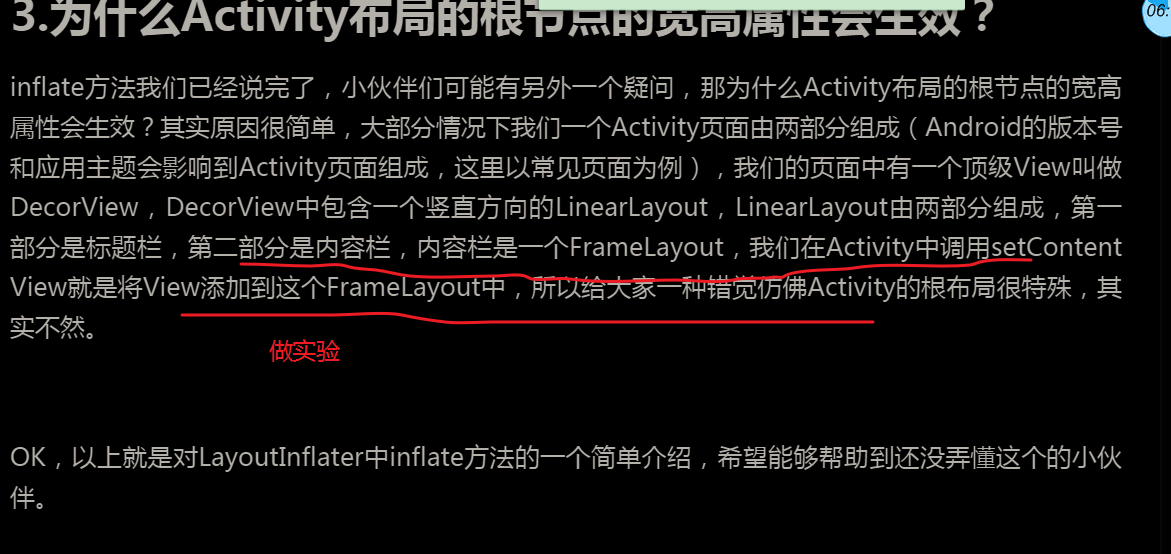 3.为什么Activity布局的根节点的宽高属性会生效？
06:
inflate方法我们已经说完了，小伙伴们可能有另外一个疑问，那为什么Activity布局的根节点的宽高
属性会生效？其实原因很简单，大部分情况下我们一个Activity页面由两部分组成（Android的版本号
和应用主题会影响到Activity页面组成，这里以常见页面为例），我们的页面中有一个顶级View叫做
DecorView，DecorView中包含一个竖直方向的LinearLayout，LinearLayout由两部分组成，第一
部分是标题栏，第二部分是内容栏，内容栏是一个FrameLayout，我们在Activity中调用setContent
View就是将View添加到这个FrameLayout中，所以给大家一种错觉仿佛Activity的根布局很特殊，其
实不然。
做实验
OK，以上就是对LayoutInflater中inflate方法的一个简单介绍，希望能够帮助到还没弄懂这个的小伙
伴。